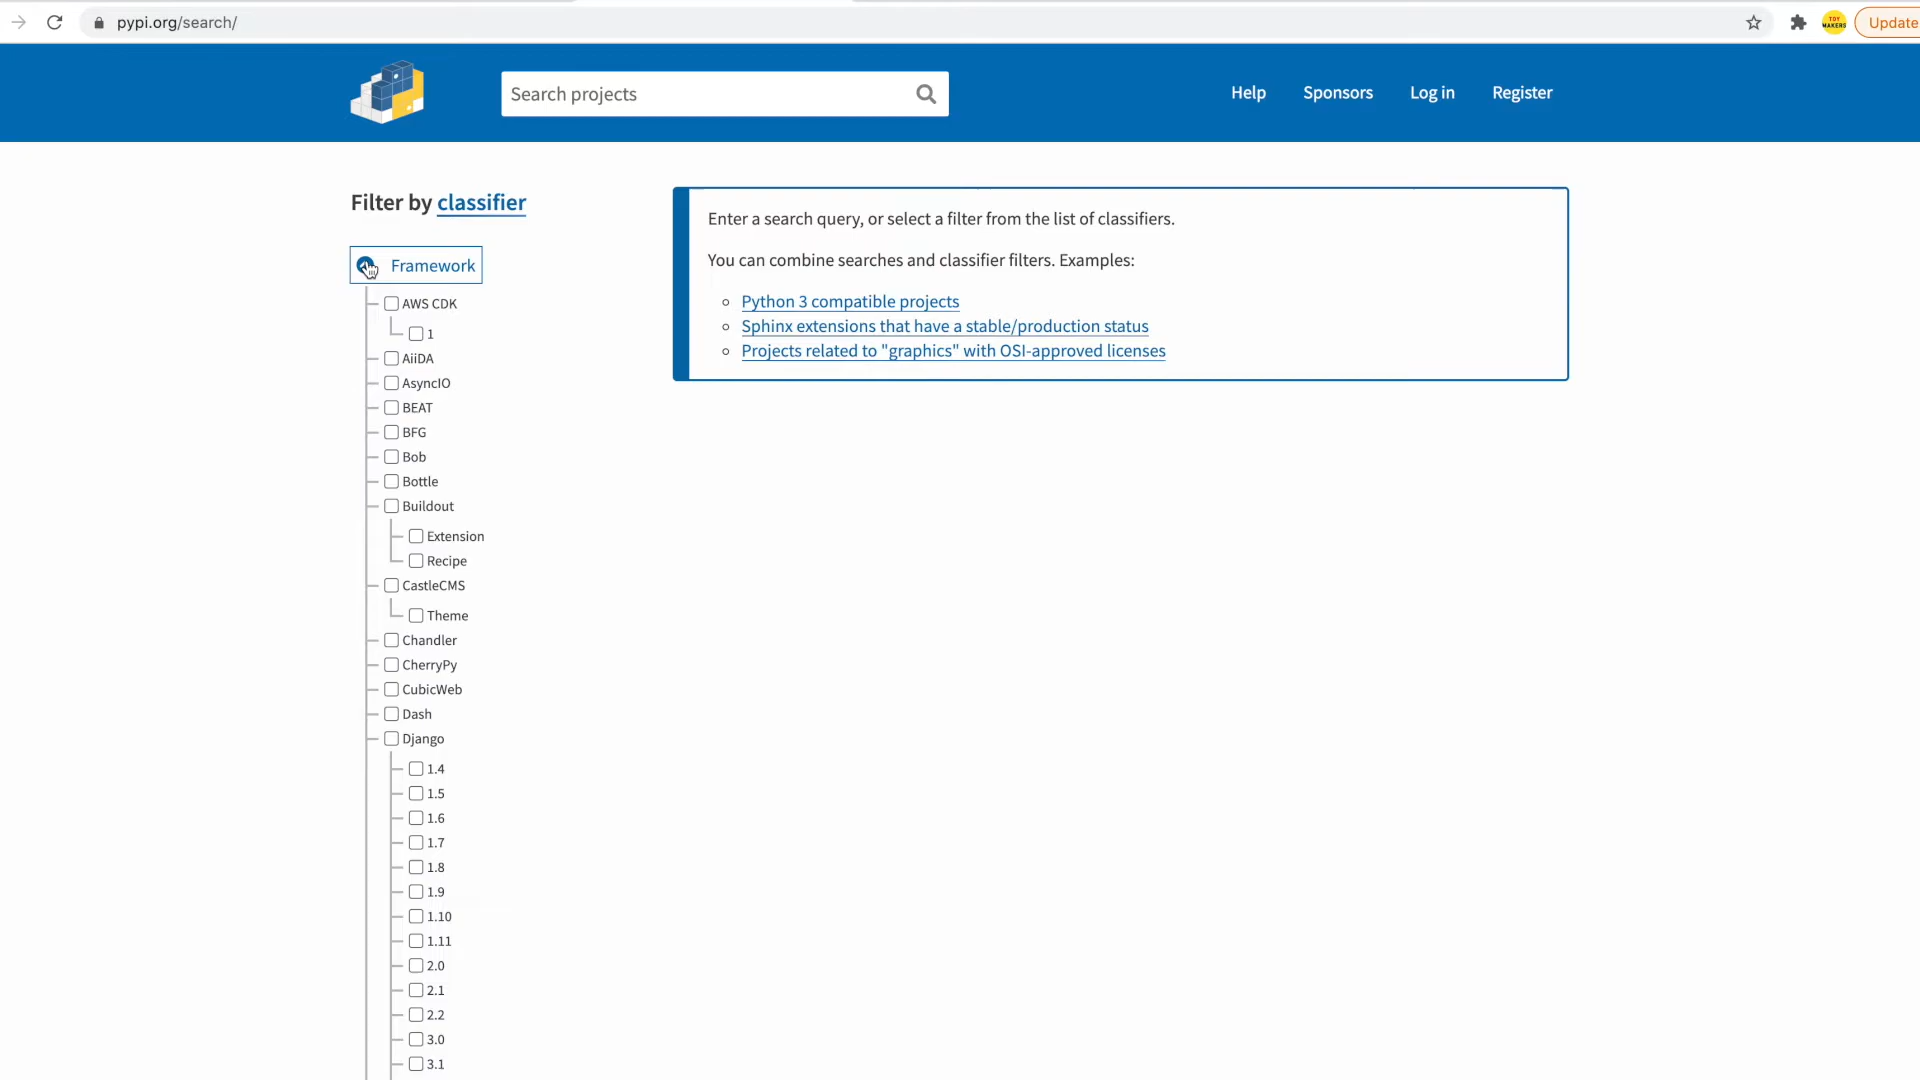 pypi.org/search/
TOY
MAKERS
Update
Search projects
Help
Sponsors
Log in
Register
Filter by classifier
Framework
AWS CDK
1
AiiDA
AsyncIO
BEAT
BFG
Bob
Bottle
Buildout
Extension
Recipe
CastleCMS
Theme
Chandler
CherryPy
CubicWeb
Dash
Django
1.4
1.5
1.6
1.7
1.8
1.9
1.10
1.11
2.0
2.1
2.2
3.0
3.1
Enter a search query, or select a filter from the list of classifiers.
You can combine searches and classifier filters. Examples:
Python 3 compatible projects
Sphinx extensions that have a stable/production status
Projects related to "graphics" with OSI-approved licenses